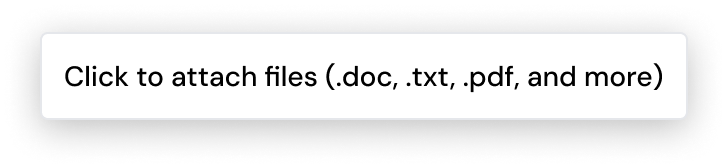 Click to attach files (.doc, .txt, .pdf, and more)